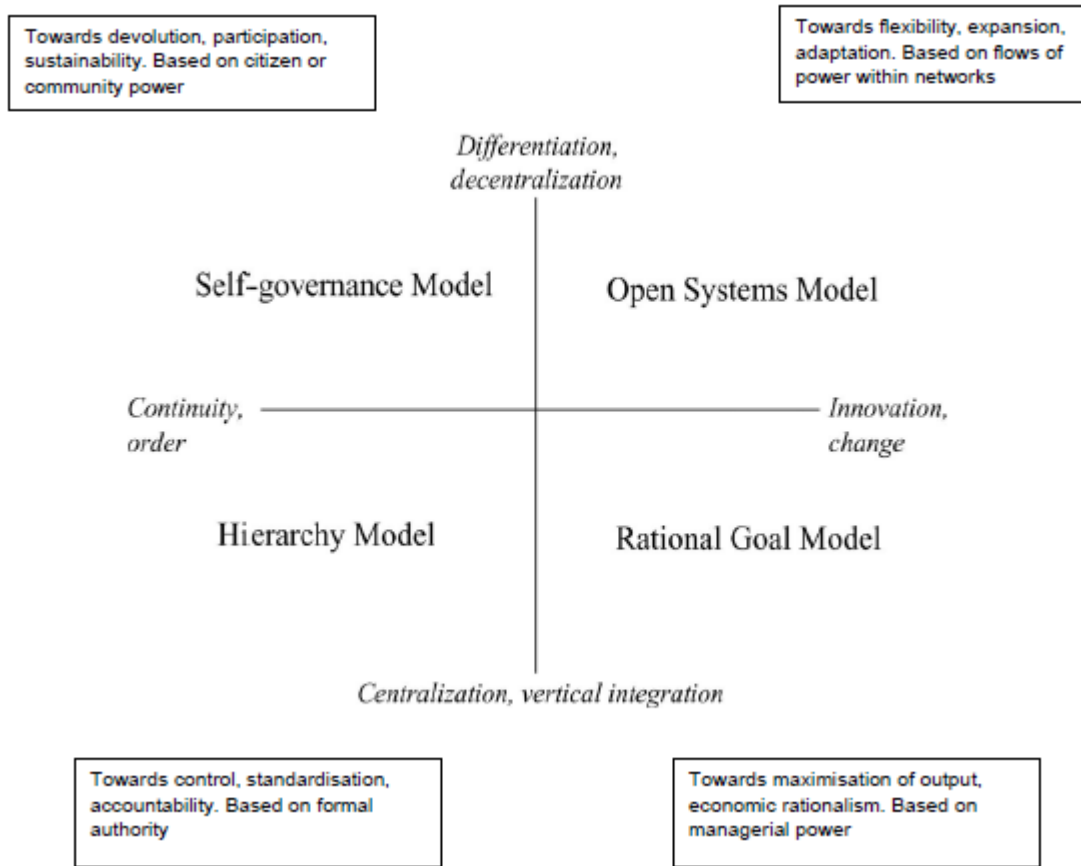 Towards devolution, participation,
sustainability. Based on citizen or
community power
Towards flexibility, expansion,
adaptation. Based on flows of
power within networks
Differentiation,
decentralization
Self-governance Model
Open Systems Model
Continuity,
order
Innovation,
change
Hierarchy Model
Rational Goal Model
Centralization, vertical integration
Towards control, standardisation,
accountability. Based on formal
authority
Towards maximisation of output,
economic rationalism. Based on
managerial power